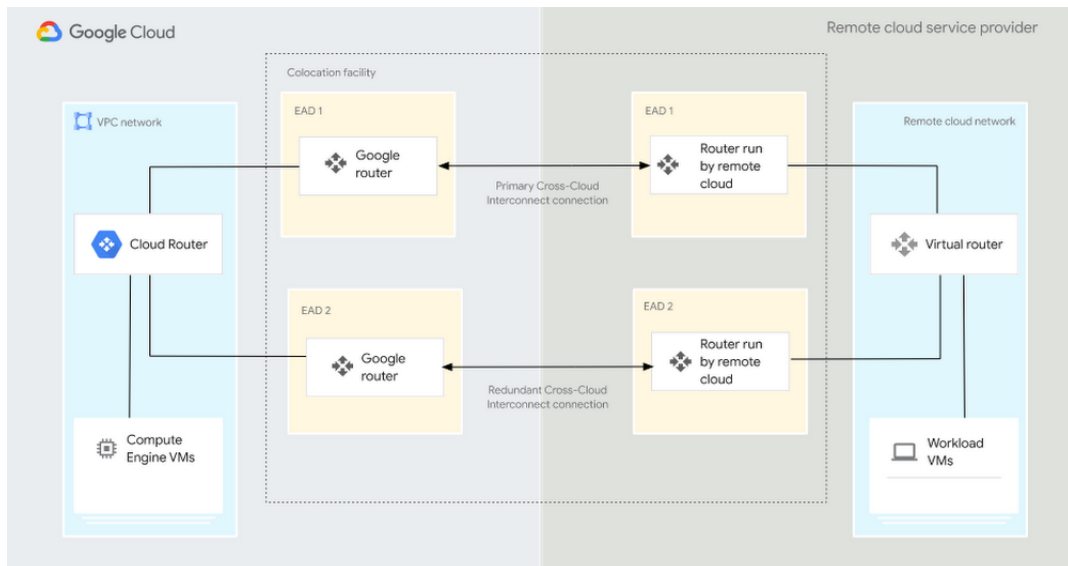 Google Cloud
Remote cloud service provider
Colocation facility
VPC network
EAD 1
Google
router
Primary Cross-Cloud
Interconnect connection
EAD 1
Router run
by remote
cloud
Remote cloud network
Cloud Router
Virtual router
EAD 2
Google
router
Redundant Cross-Cloud
Interconnect connection
EAD 2
Router run
by remote
cloud
Compute
Engine VMs
Workload
VMs